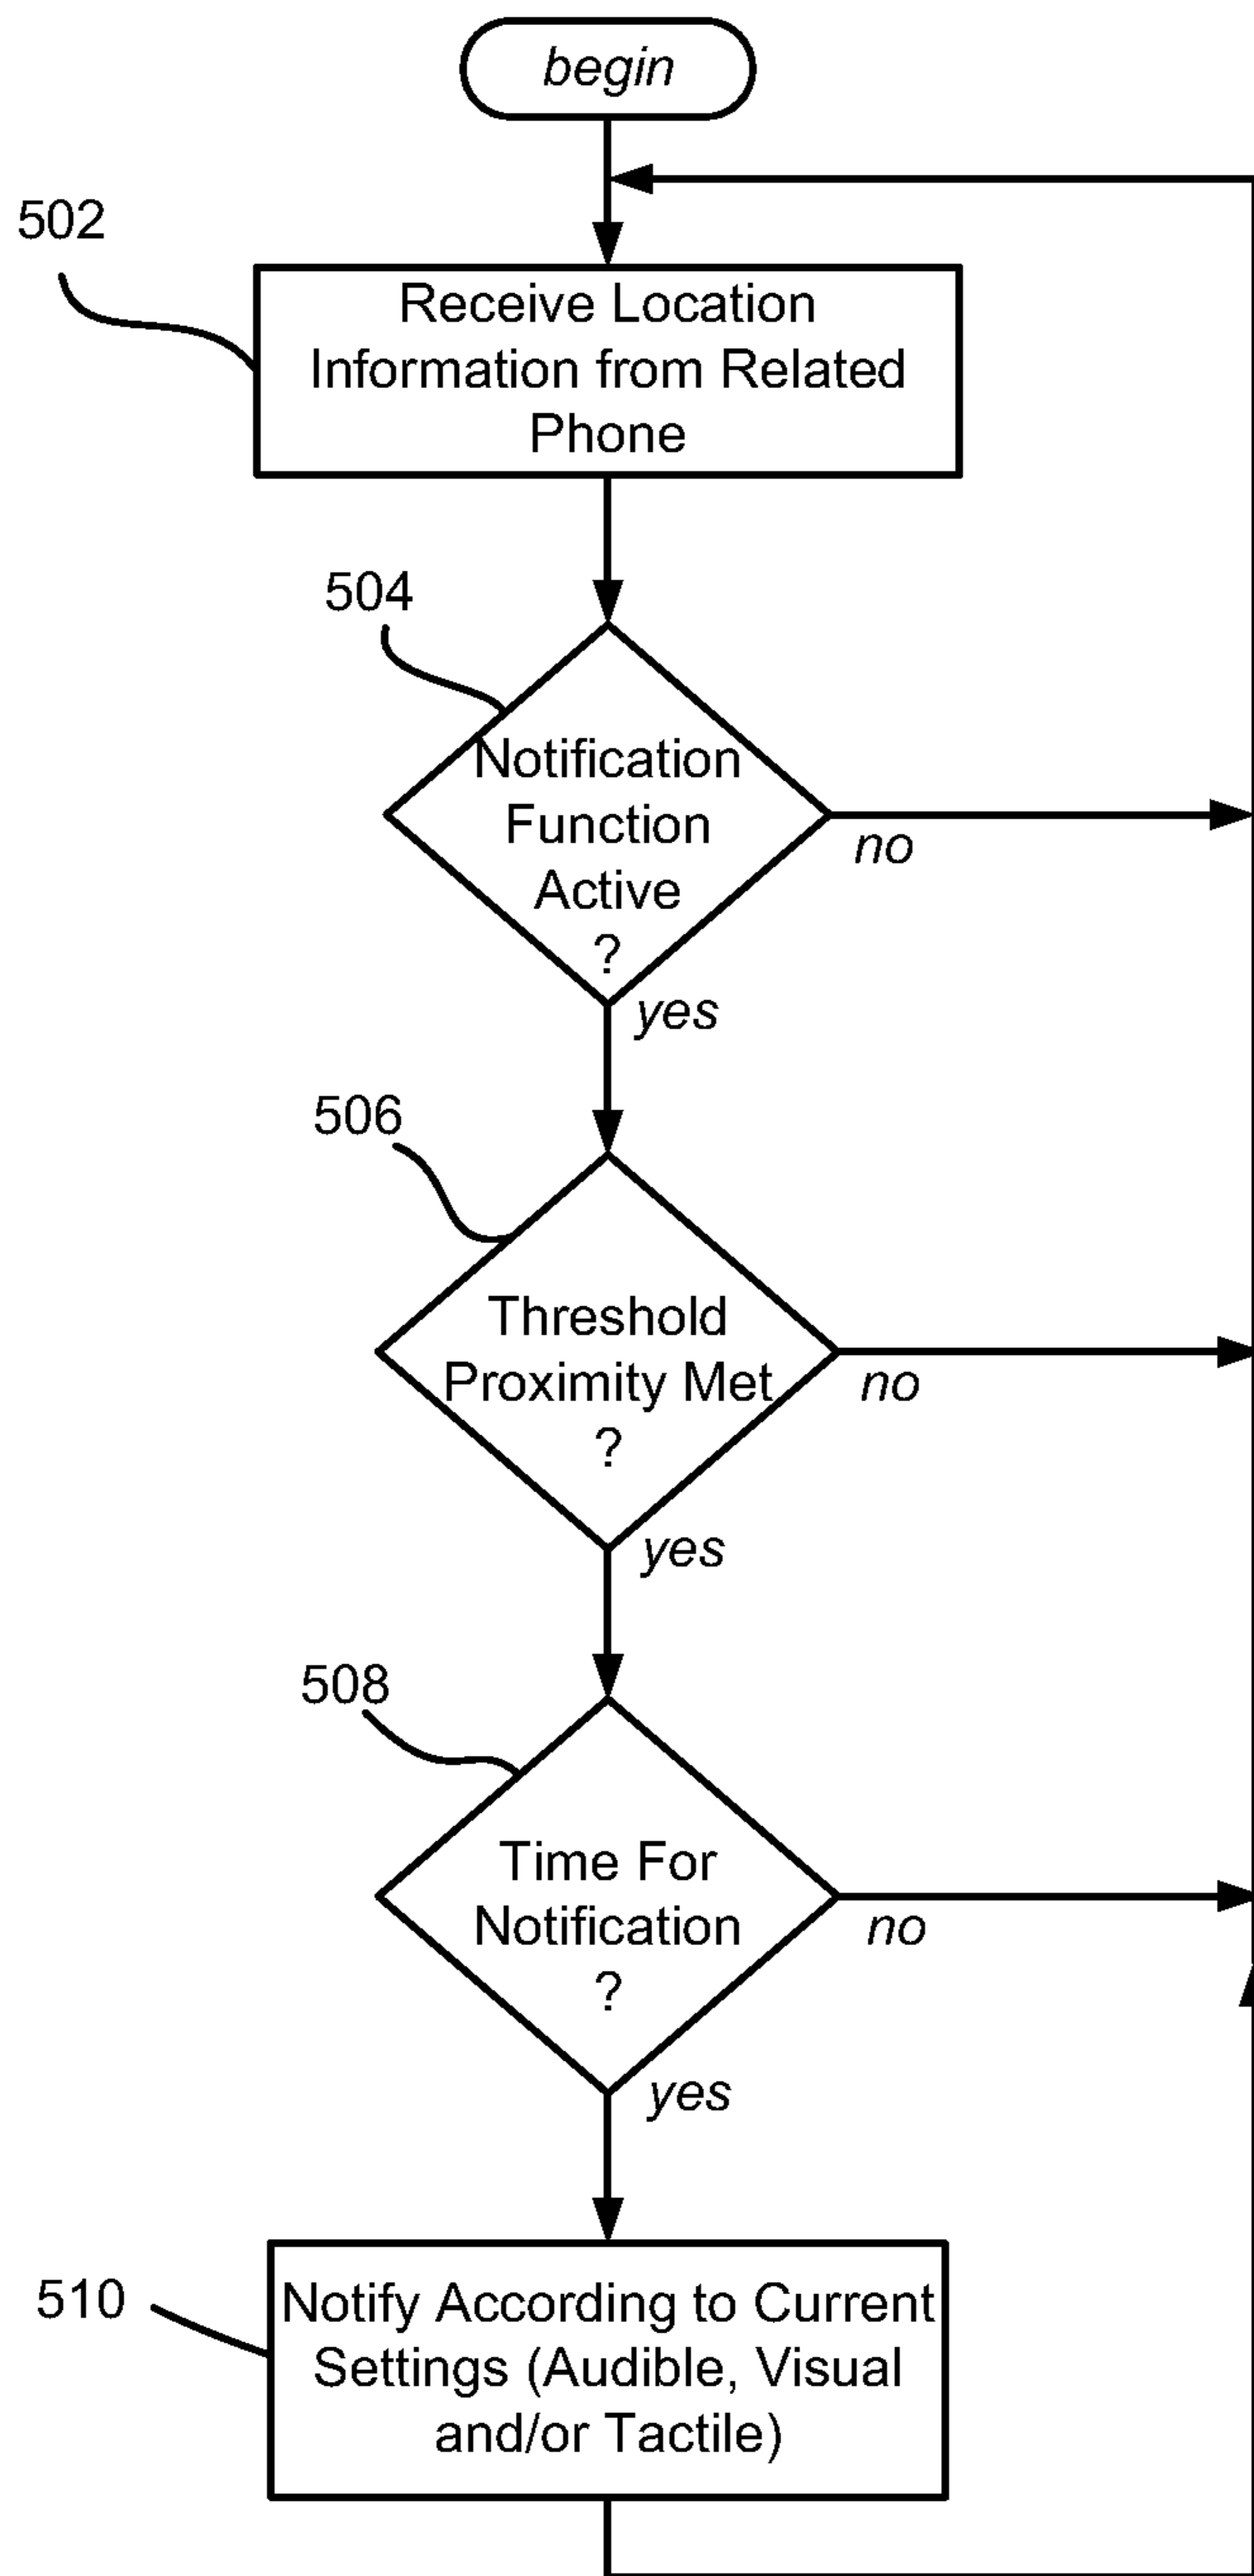 begin
502
Receive Location
Information from Related
Phone
504
Notification
Function
Active
?
no
yes
506
Threshold
Proximity Met
?
no
yes
508
Time For
Notification
?
no
yes
510
Notify According to Current
Settings (Audible, Visual
and/or Tactile)